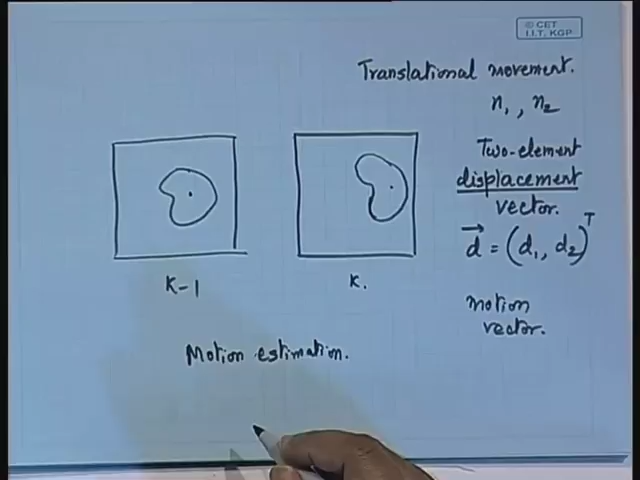 © CET
I.I.T. KGP
Translational movement.
n₁, n₂
Two-element
displacement
vector.
d⃗ = (d₁, d₂)ᵀ
K-1
K.
motion
vector.
Motion estimation.